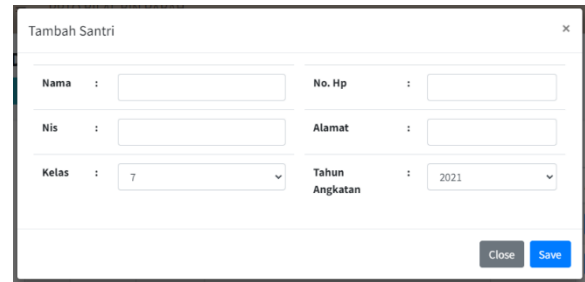 Tambah Santri ×
Nama : No. Hp :
Nis : Alamat :
Kelas : 7 Tahun Angkatan : 2021
Close Save